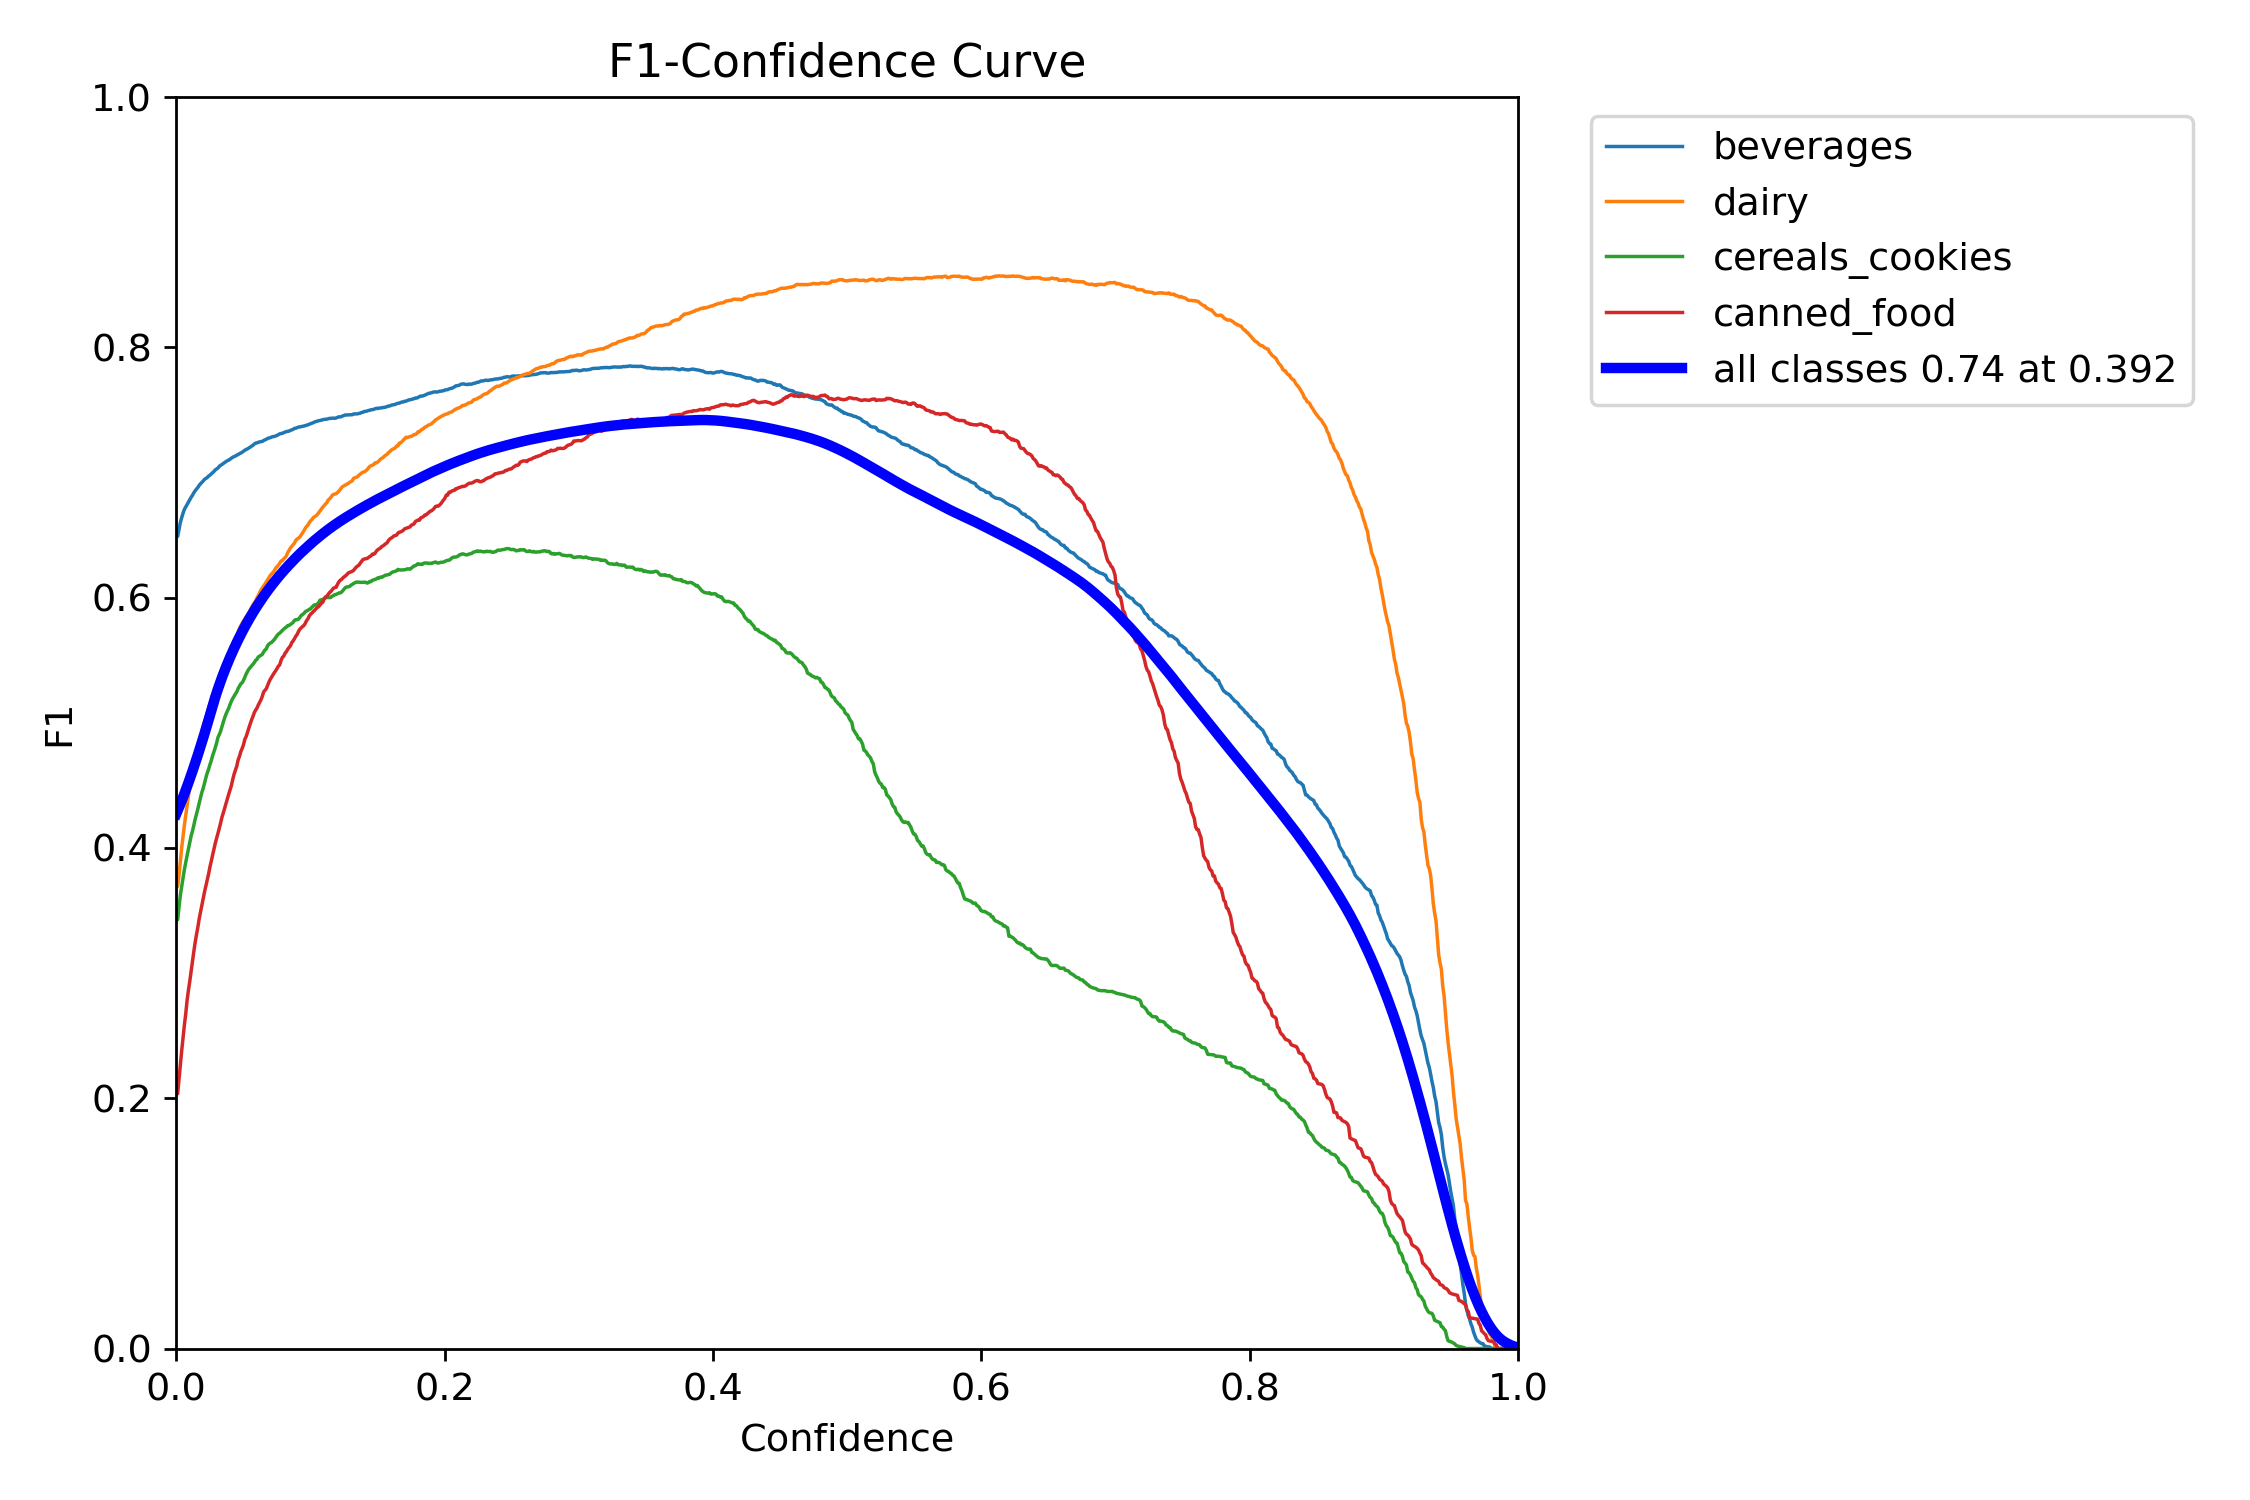 F1-Confidence Curve
1.0
0.8
0.6
0.4
0.2
0.0
F1
0.0 0.2 0.4 0.6 0.8 1.0
Confidence
beverages
dairy
cereals_cookies
canned_food
all classes 0.74 at 0.392